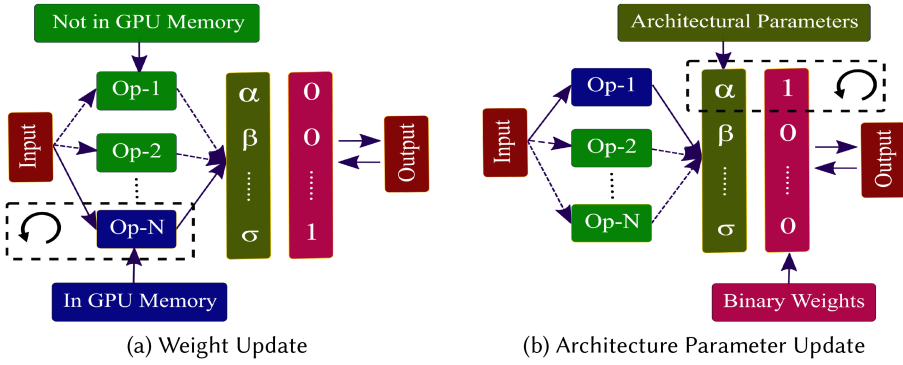 Not in GPU Memory
Op-1
Op-2
......
Op-N
Input
α
β
......
σ
0
0
......
1
Output
In GPU Memory
(a) Weight Update
Architectural Parameters
Op-1
Op-2
......
Op-N
Input
α
β
......
σ
1
0
......
0
Output
Binary Weights
(b) Architecture Parameter Update